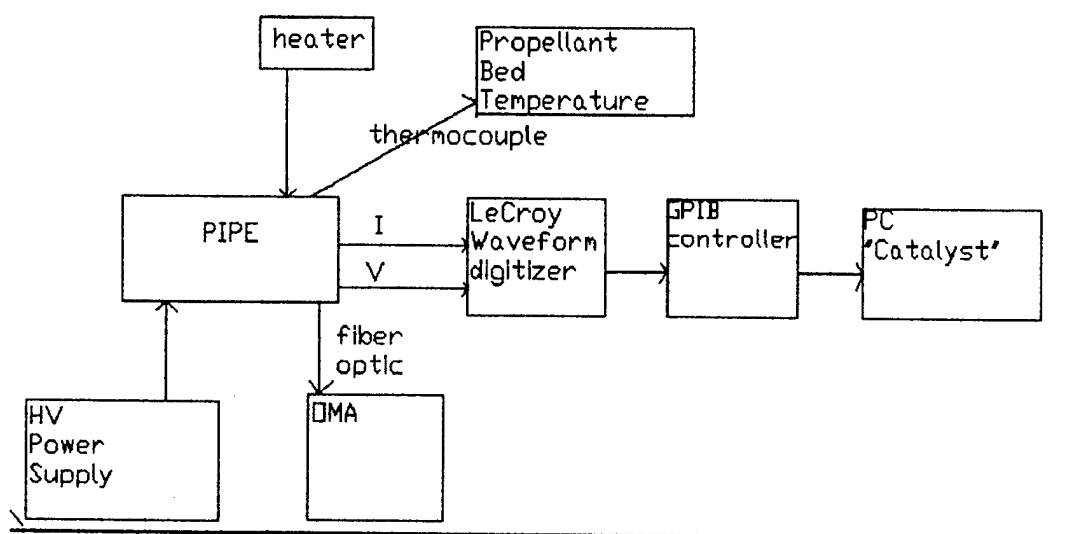 heater
Propellant
Bed
Temperature
thermocouple
PIPE
I
V
LeCroy
Waveform
digitizer
GPIB
controller
PC
"Catalyst"
fiber
optic
HV
Power
Supply
OMA